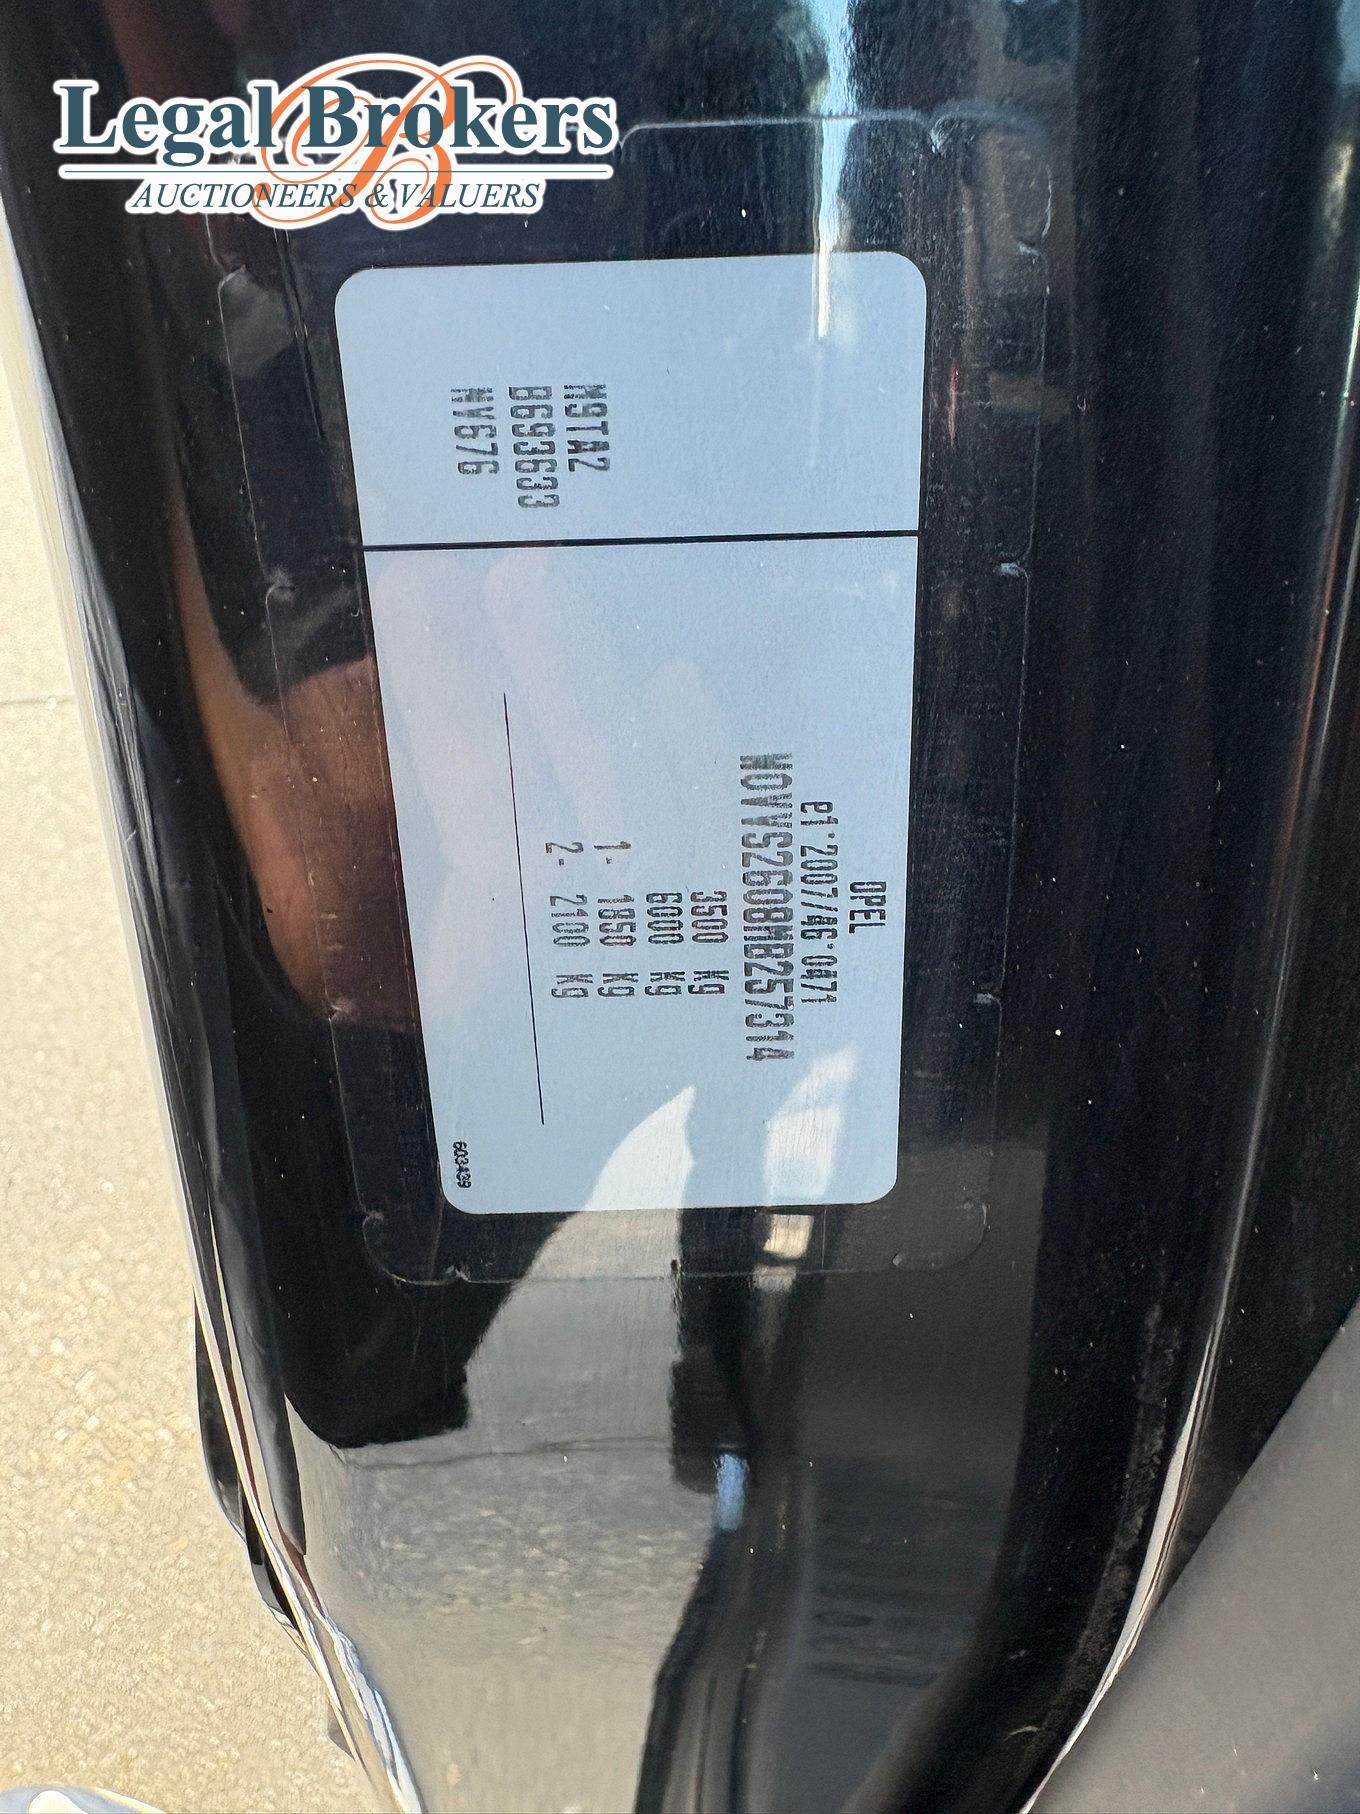 Legal Brokers
AUCTIONEERS & VALUERS
OPEL
e1*2007/46*0471
W0VVS2608MB257314
3500 Kg
6000 Kg
1- 1850 Kg
2- 2100 Kg
603439
M9TA2
B693633
NV676